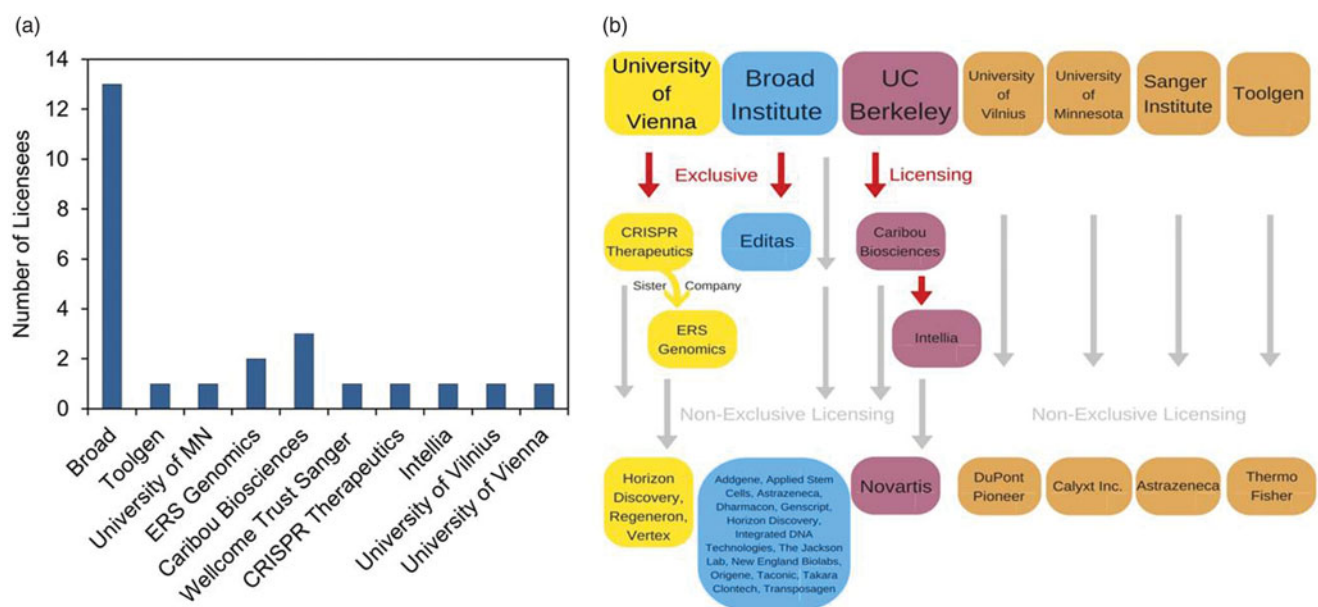 (a)
14
12
10
8
6
4
2
0
Number of Licensees
Broad
Toolgen
University of MN
ERS Genomics
Caribou Biosciences
Wellcome Trust Sanger
CRISPR Therapeutics
Intellia
University of Vilnius
University of Vienna
(b)
University
of
Vienna
Broad
Institute
UC
Berkeley
University
of
Vilnius
University
of
Minnesota
Sanger
Institute
Toolgen
Exclusive
Licensing
CRISPR
Therapeutics
Editas
Caribou
Biosciences
Sister Company
ERS
Genomics
Intellia
Non-Exclusive Licensing
Non-Exclusive Licensing
Horizon
Discovery,
Regeneron,
Vertex
Addgene, Applied Stem
Cells, Astrazeneca,
Dharmacon, Genscript,
Horizon Discovery,
Integrated DNA
Technologies, The Jackson
Lab, New England Biolabs,
Origene, Taconic, Takara
Clontech, Transposagen
Novartis
DuPont
Pioneer
Calyxt Inc.
Astrazeneca
Thermo
Fisher